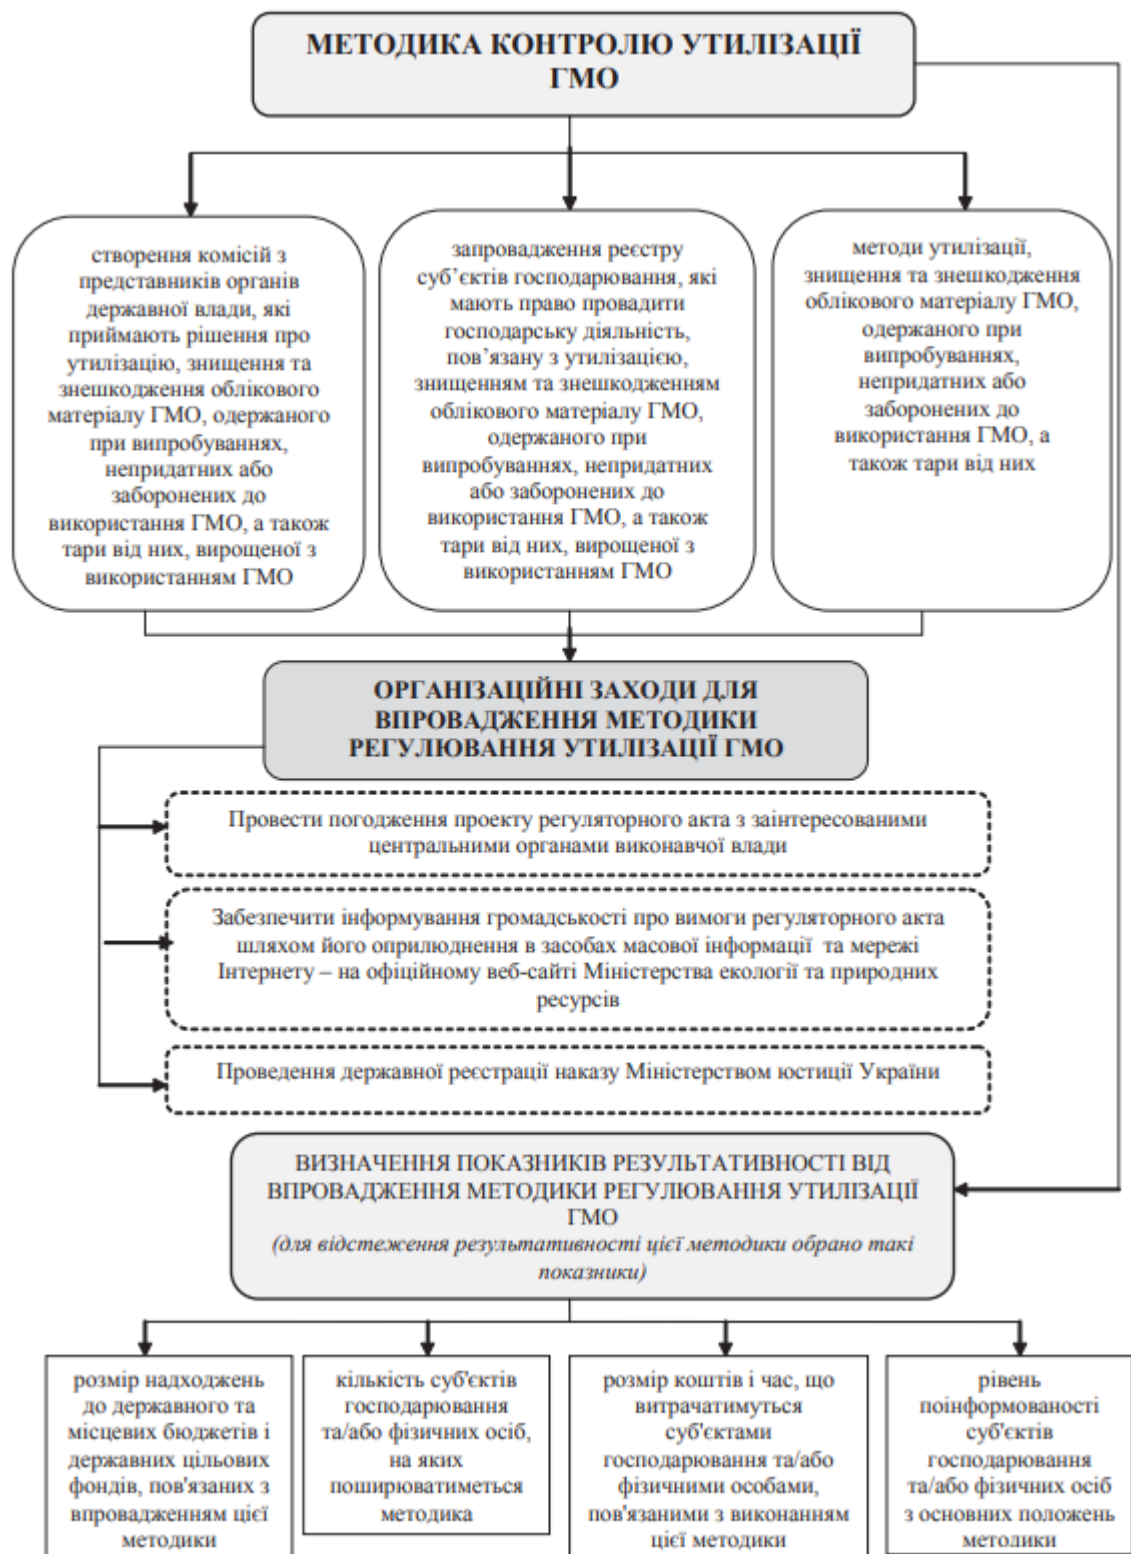 МЕТОДИКА КОНТРОЛЮ УТИЛІЗАЦІЇ
ГМО
створення комісій з
представників органів
державної влади, які
приймають рішення про
утилізацію, знищення та
знешкодження облікового
матеріалу ГМО, одержаного
при випробуваннях,
непридатних або
заборонених до
використання ГМО, а також
тари від них, вирощеної з
використанням ГМО
запровадження реєстру
суб’єктів господарювання, які
мають право провадити
господарську діяльність,
пов’язану з утилізацією,
знищенням та знешкодженням
облікового матеріалу ГМО,
одержаного при
випробуваннях, непридатних
або заборонених до
використання ГМО, а також
тари від них, вирощеної з
використанням ГМО
методи утилізації,
знищення та знешкодження
облікового матеріалу ГМО,
одержаного при
випробуваннях,
непридатних або
заборонених до
використання ГМО, а
також тари від них
ОРГАНІЗАЦІЙНІ ЗАХОДИ ДЛЯ
ВПРОВАДЖЕННЯ МЕТОДИКИ
РЕГУЛЮВАННЯ УТИЛІЗАЦІЇ ГМО
Провести погодження проекту регуляторного акта з заінтересованими
центральними органами виконавчої влади
Забезпечити інформування громадськості про вимоги регуляторного акта
шляхом його оприлюднення в засобах масової інформації та мережі
Інтернету – на офіційному веб-сайті Міністерства екології та природних
ресурсів
Проведення державної реєстрації наказу Міністерством юстиції України
ВИЗНАЧЕННЯ ПОКАЗНИКІВ РЕЗУЛЬТАТИВНОСТІ ВІД
ВПРОВАДЖЕННЯ МЕТОДИКИ РЕГУЛЮВАННЯ УТИЛІЗАЦІЇ
ГМО
(для відстеження результативності цієї методики обрано такі
показники)
розмір надходжень
до державного та
місцевих бюджетів і
державних цільових
фондів, пов'язаних з
впровадженням цієї
методики
кількість суб'єктів
господарювання
та/або фізичних осіб,
на яких
поширюватиметься
методика
розмір коштів і час, що
витрачатимуться
суб'єктами
господарювання та/або
фізичними особами,
пов'язаними з виконанням
цієї методики
рівень
поінформованості
суб'єктів
господарювання
та/або фізичних осіб
з основних положень
методики